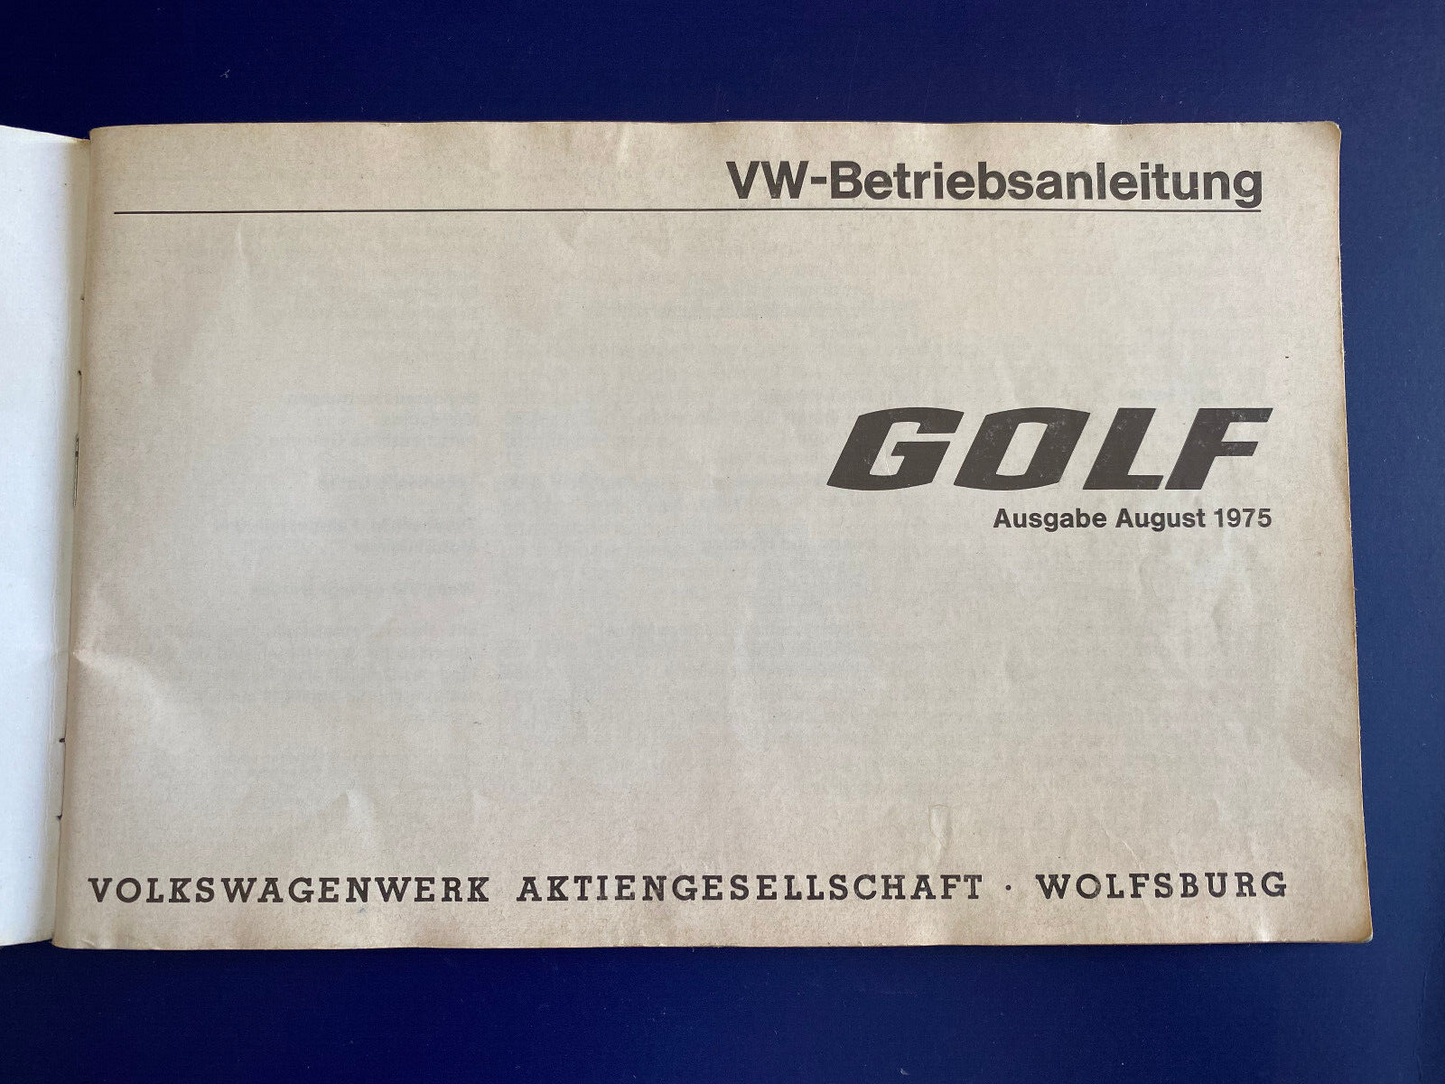 VW-Betriebsanleitung
GOLF
Ausgabe August 1975
VOLKSWAGENWERK AKTIENGESELLSCHAFT · WOLFSBURG